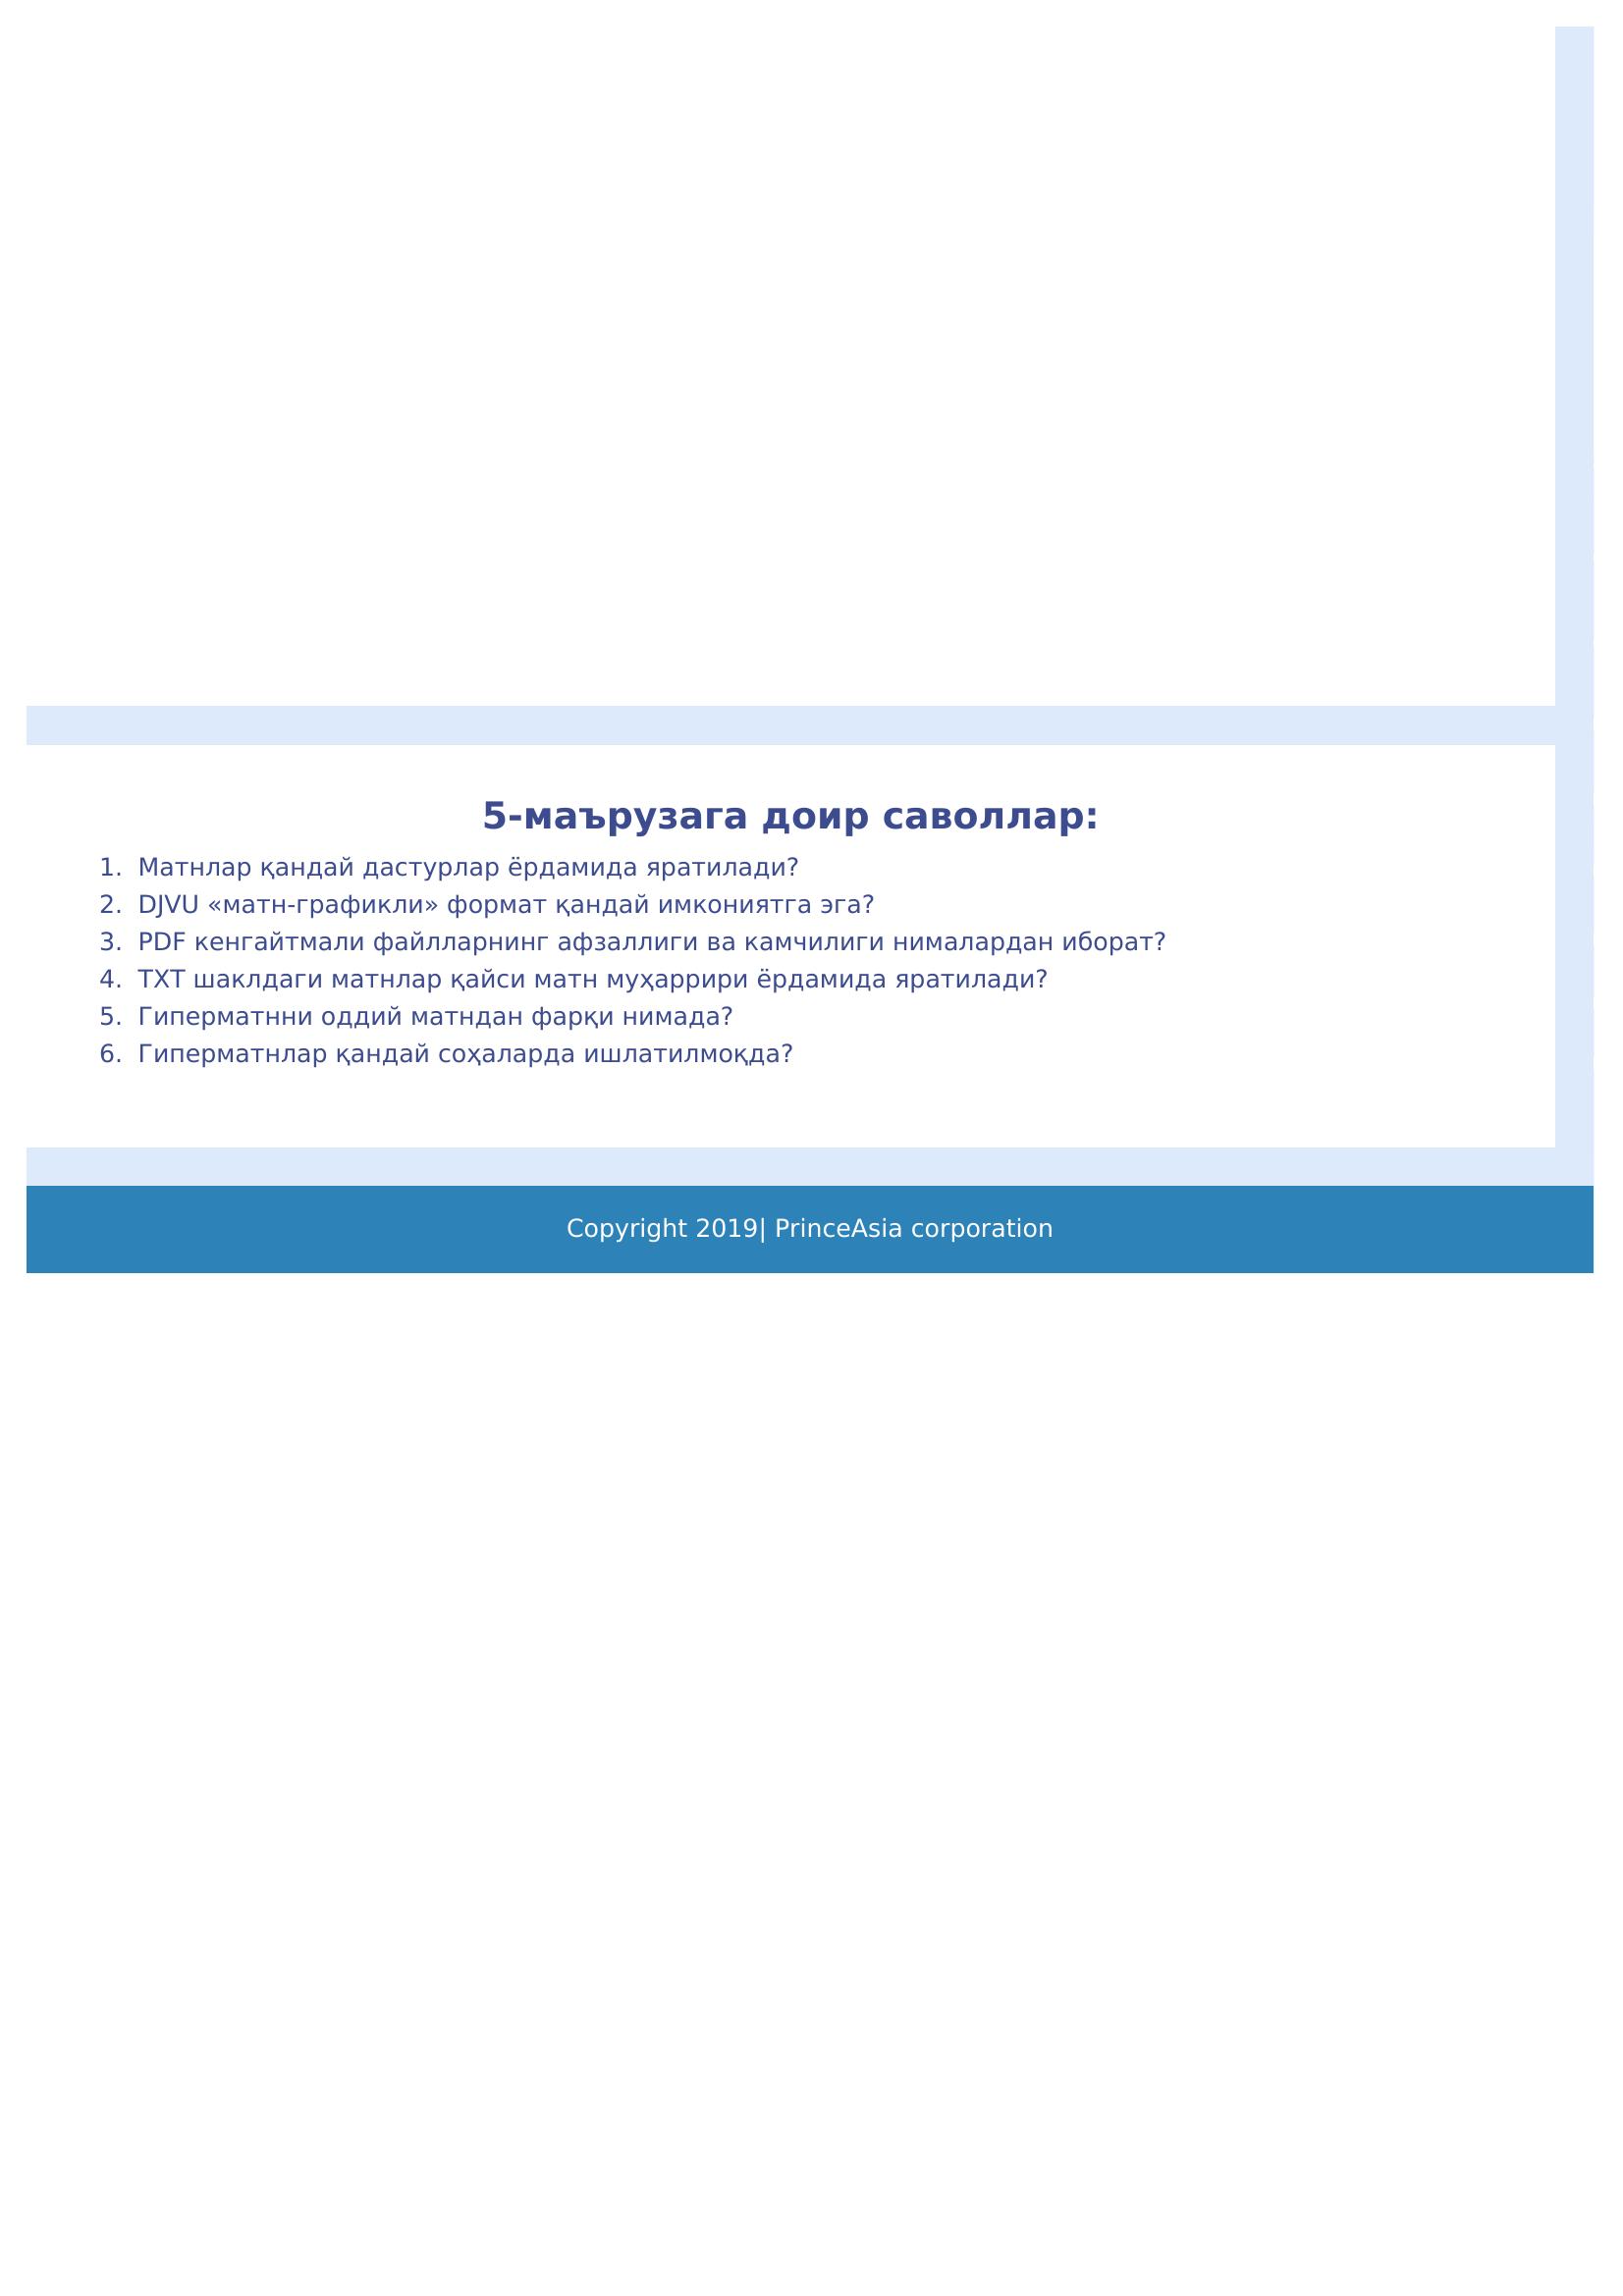 5-маърузага доир саволлар:
1. Матнлар қандай дастурлар ёрдамида яратилади?
2. DJVU «матн-графикли» формат қандай имкониятга эга?
3. PDF кенгайтмали файлларнинг афзаллиги ва камчилиги нималардан иборат?
4. TXT шаклдаги матнлар қайси матн муҳаррири ёрдамида яратилади?
5. Гиперматнни оддий матндан фарқи нимада?
6. Гиперматнлар қандай соҳаларда ишлатилмоқда?
Copyright 2019| PrinceAsia corporation